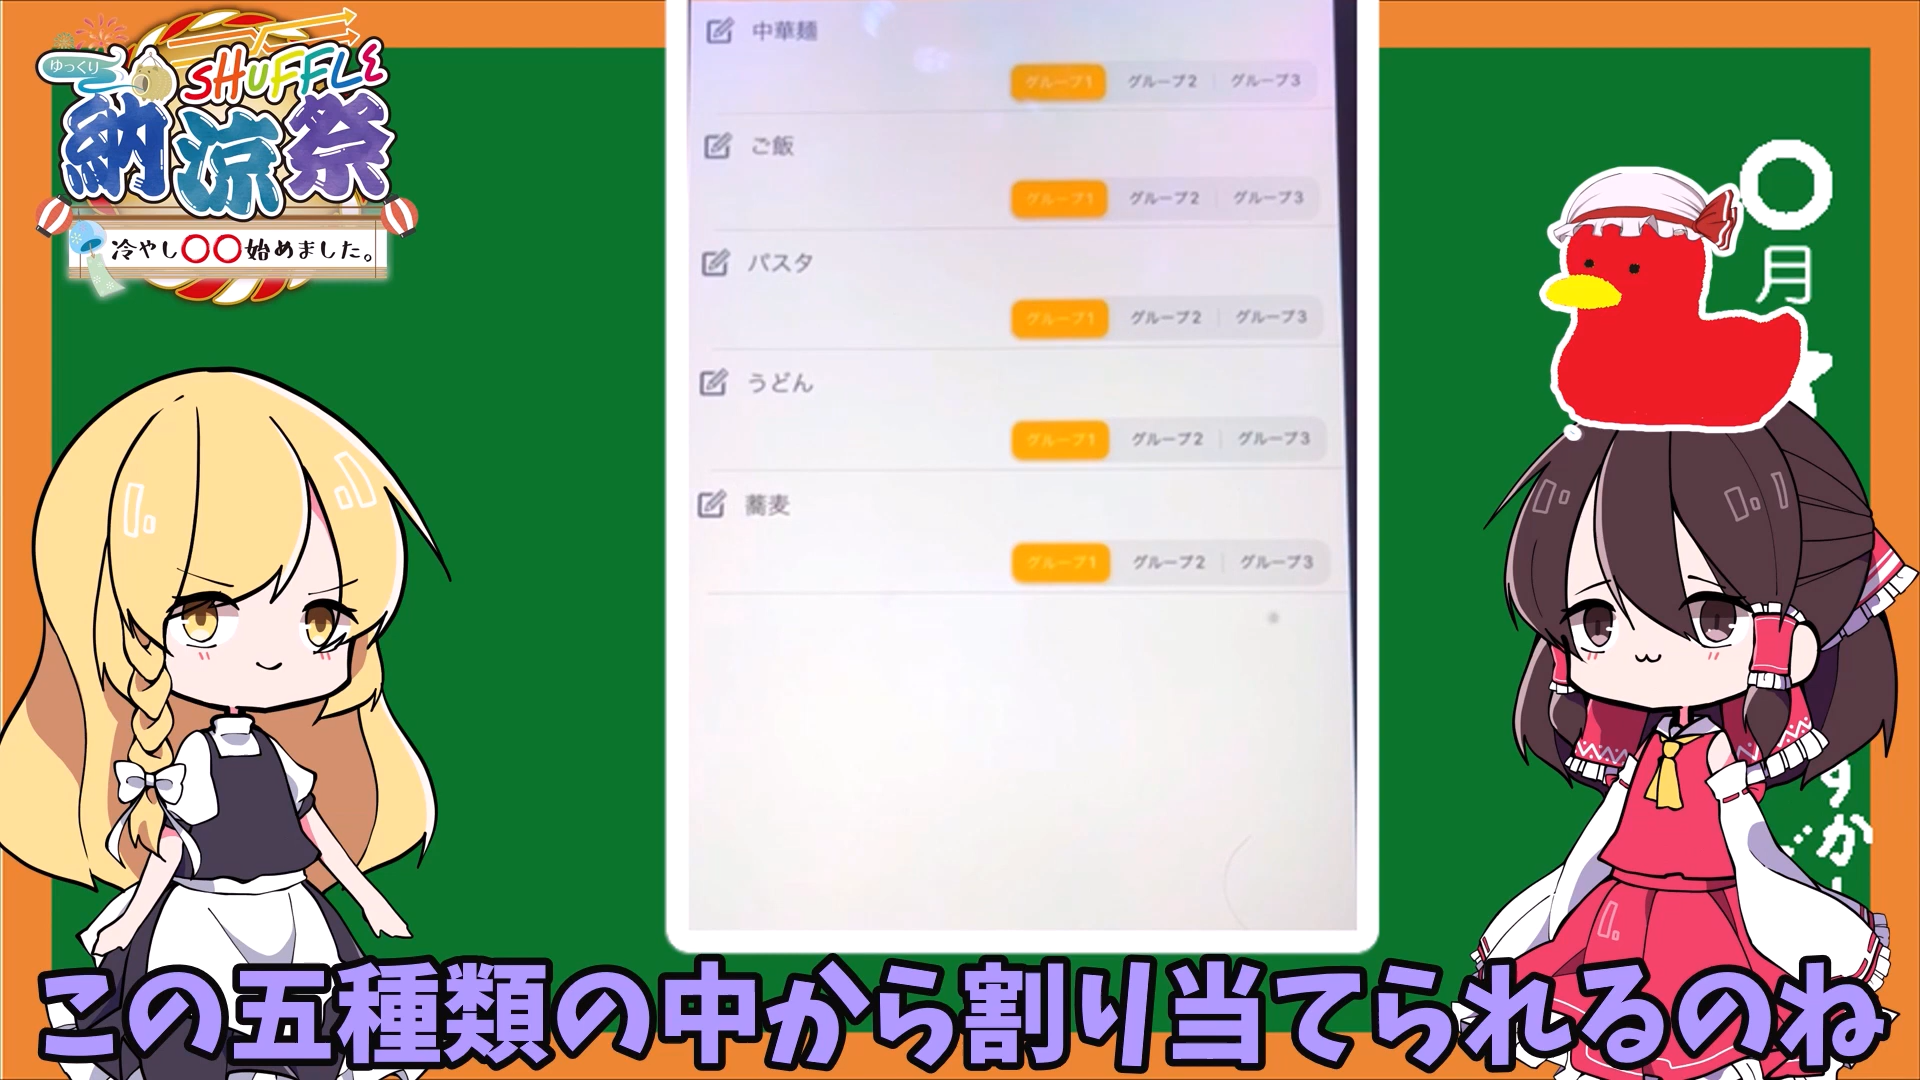 ゆっくり
SHUFFLE
納涼祭
冷やし〇〇始めました。
中華麺
グループ1 グループ2 グループ3
ご飯
グループ1 グループ2 グループ3
パスタ
グループ1 グループ2 グループ3
うどん
グループ1 グループ2 グループ3
蕎麦
グループ1 グループ2 グループ3
〇月
すか
この五種類の中から割り当てられるのね